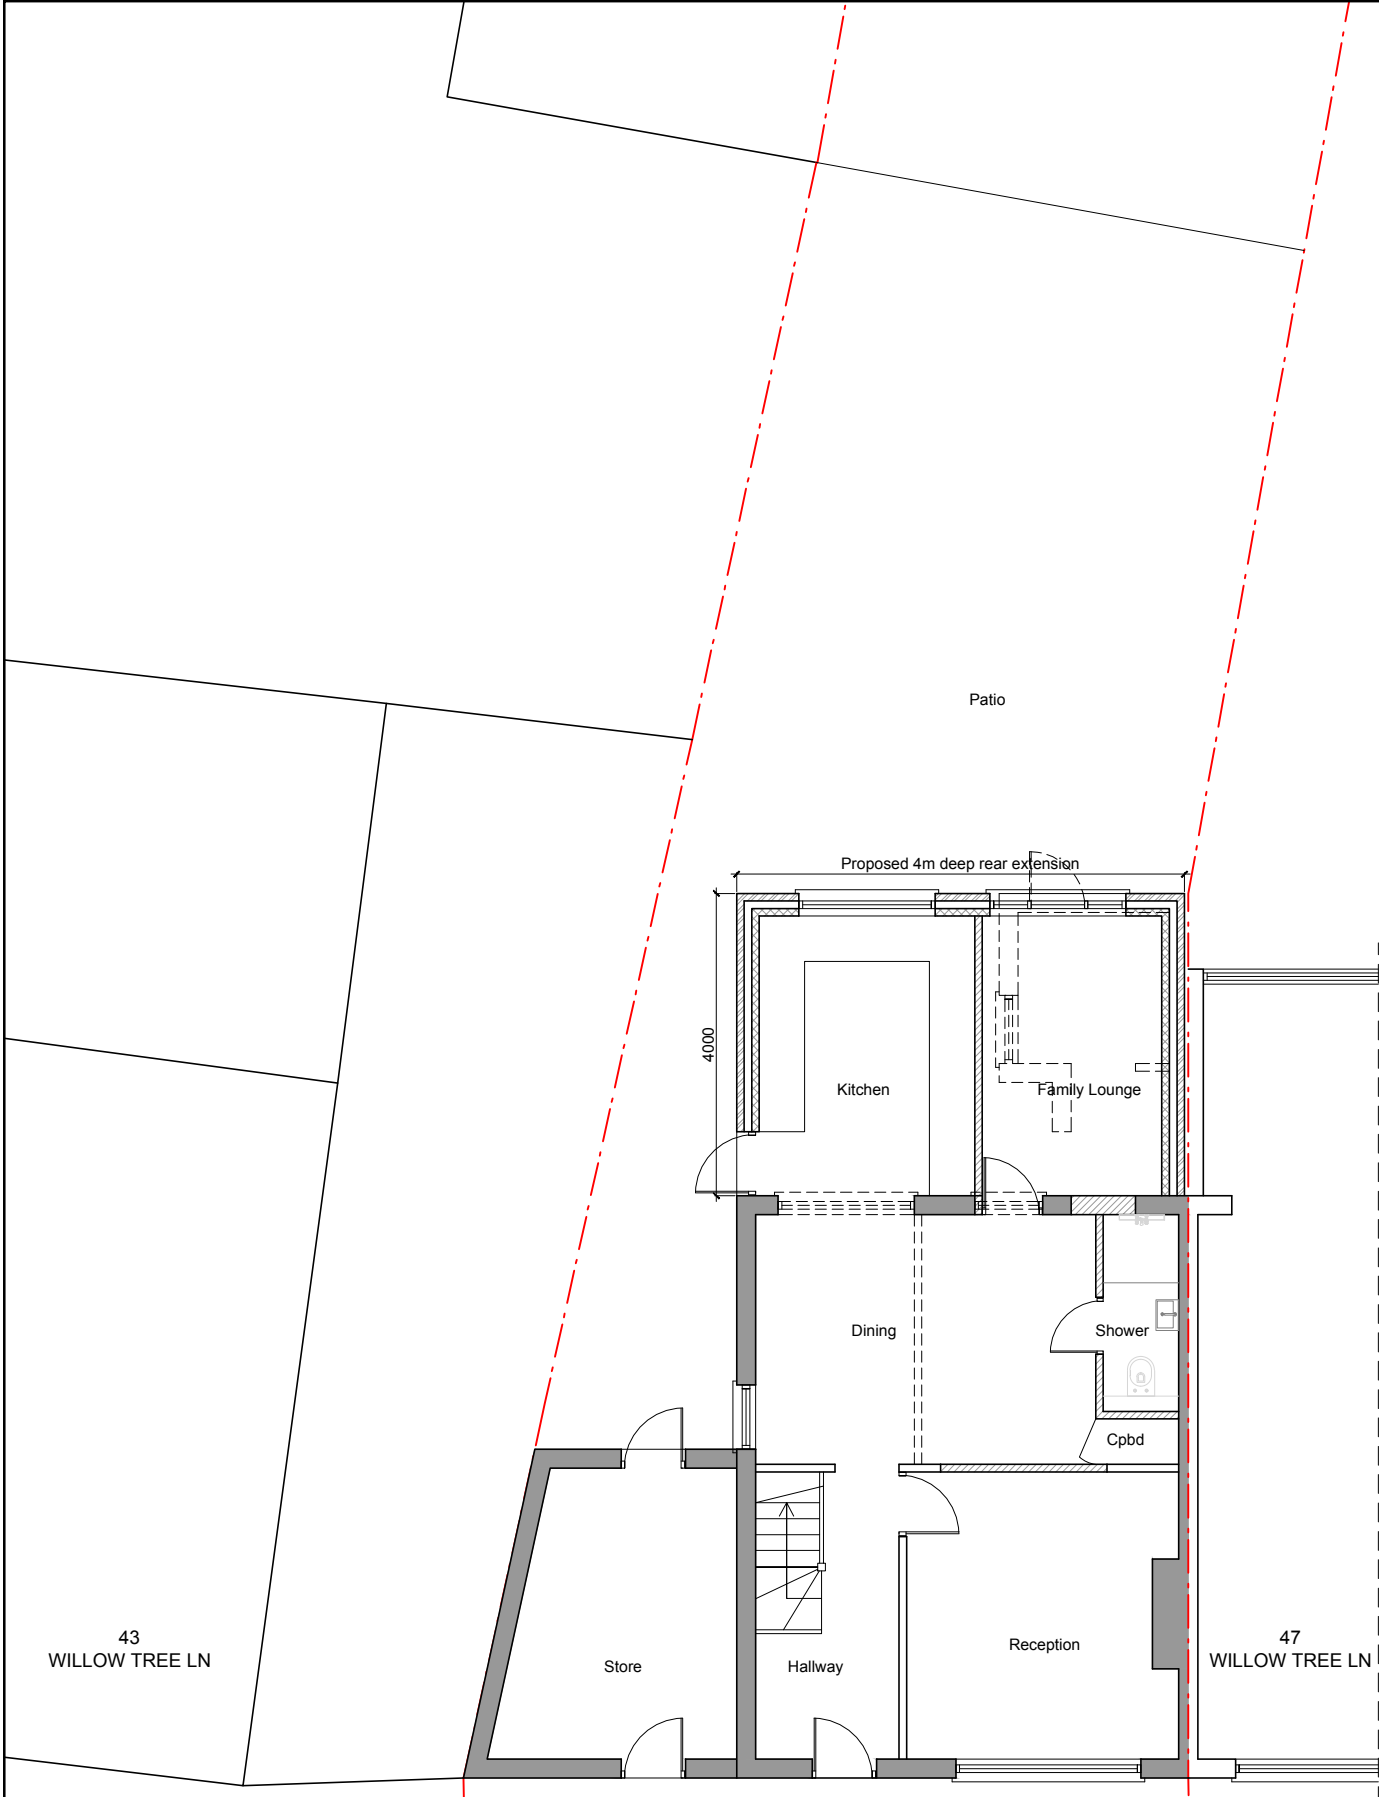 Patio
Proposed 4m deep rear extension
4000
Kitchen
Family Lounge
Dining
Shower
Cpbd
43
WILLOW TREE LN
Store
Hallway
Reception
47
WILLOW TREE LN